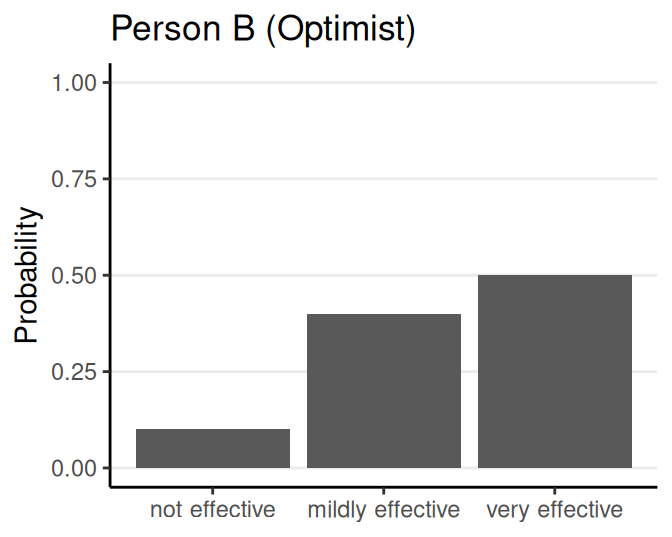 Person B (Optimist)
Probability
1.00
0.75
0.50
0.25
0.00
not effective
mildly effective
very effective